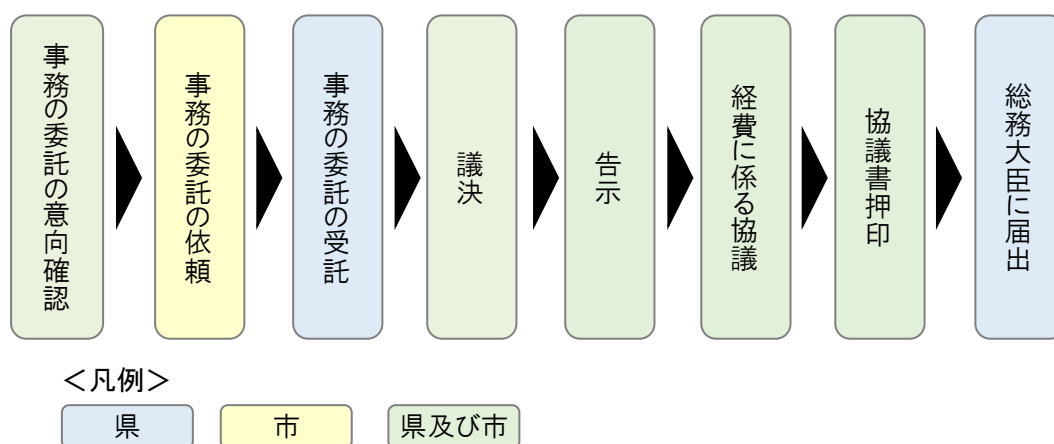 事務の委託の意向確認
事務の委託の依頼
事務の委託の受託
議決
告示
経費に係る協議
協議書押印
総務大臣に届出
＜凡例＞
県
市
県及び市